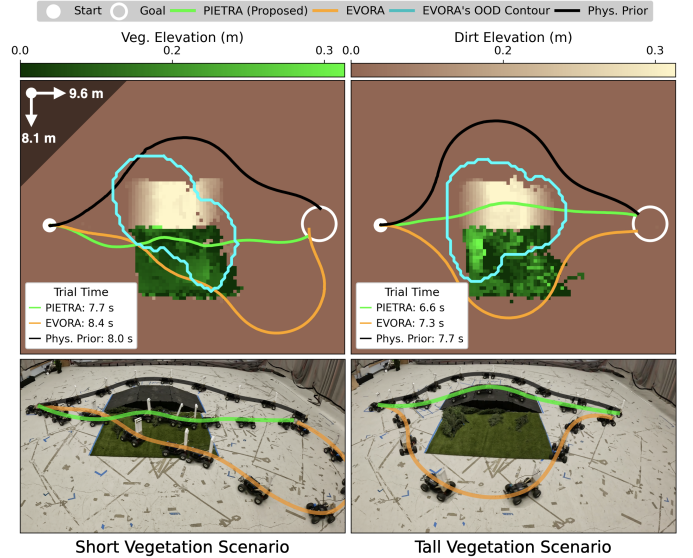 Start Goal PIETRA (Proposed) EVORA EVORA's OOD Contour Phys. Prior
Veg. Elevation (m) Dirt Elevation (m)
0.0 0.2 0.3 0.0 0.2 0.3
9.6 m
8.1 m
Trial Time
PIETRA: 7.7 s
EVORA: 8.4 s
Phys. Prior: 8.0 s
Trial Time
PIETRA: 6.6 s
EVORA: 7.3 s
Phys. Prior: 7.7 s
Short Vegetation Scenario Tall Vegetation Scenario